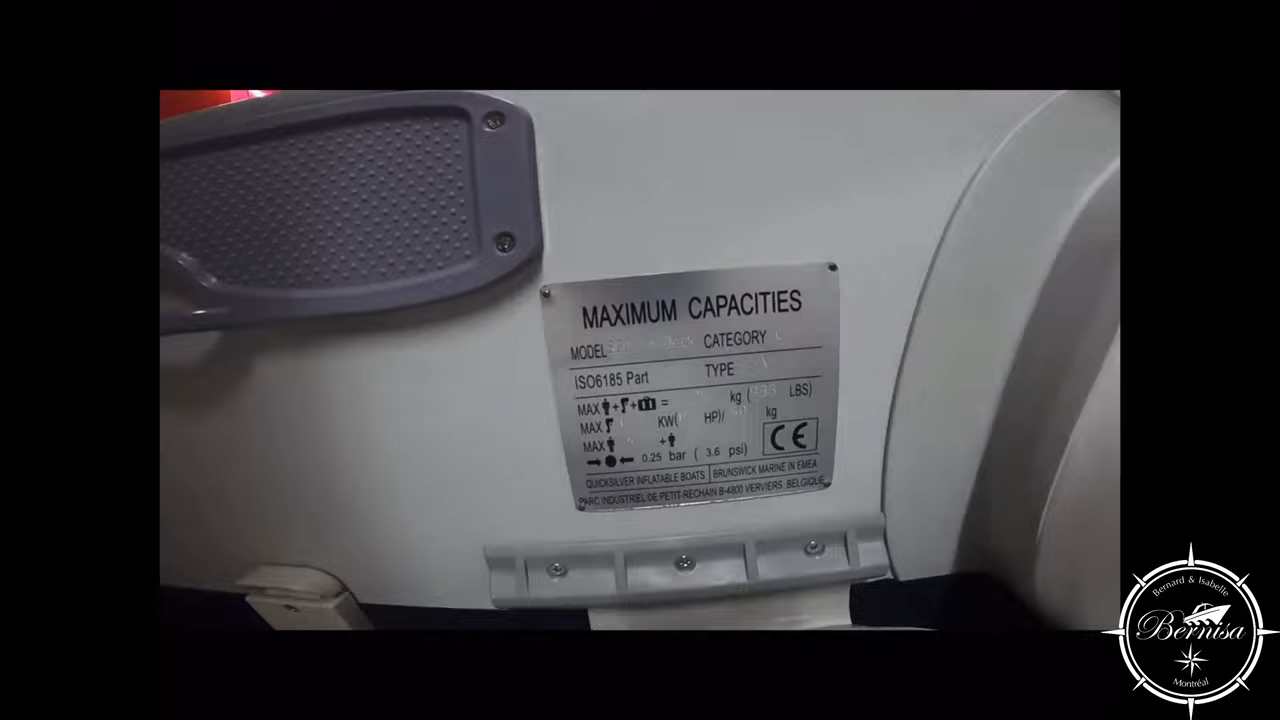 MAXIMUM CAPACITIES
MODEL CATEGORY
ISO6185 Part TYPE
MAX + + = kg ( LBS)
MAX KW( HP)/ kg
MAX + CE
0.25 bar ( 3.6 psi)
QUICKSILVER INFLATABLE BOATS BRUNSWICK MARINE IN EMEA
PARC INDUSTRIEL DE PETIT-RECHAIN B-4800 VERVIERS BELGIQUE
Bernard & Isabelle
Bernisa
Montréal